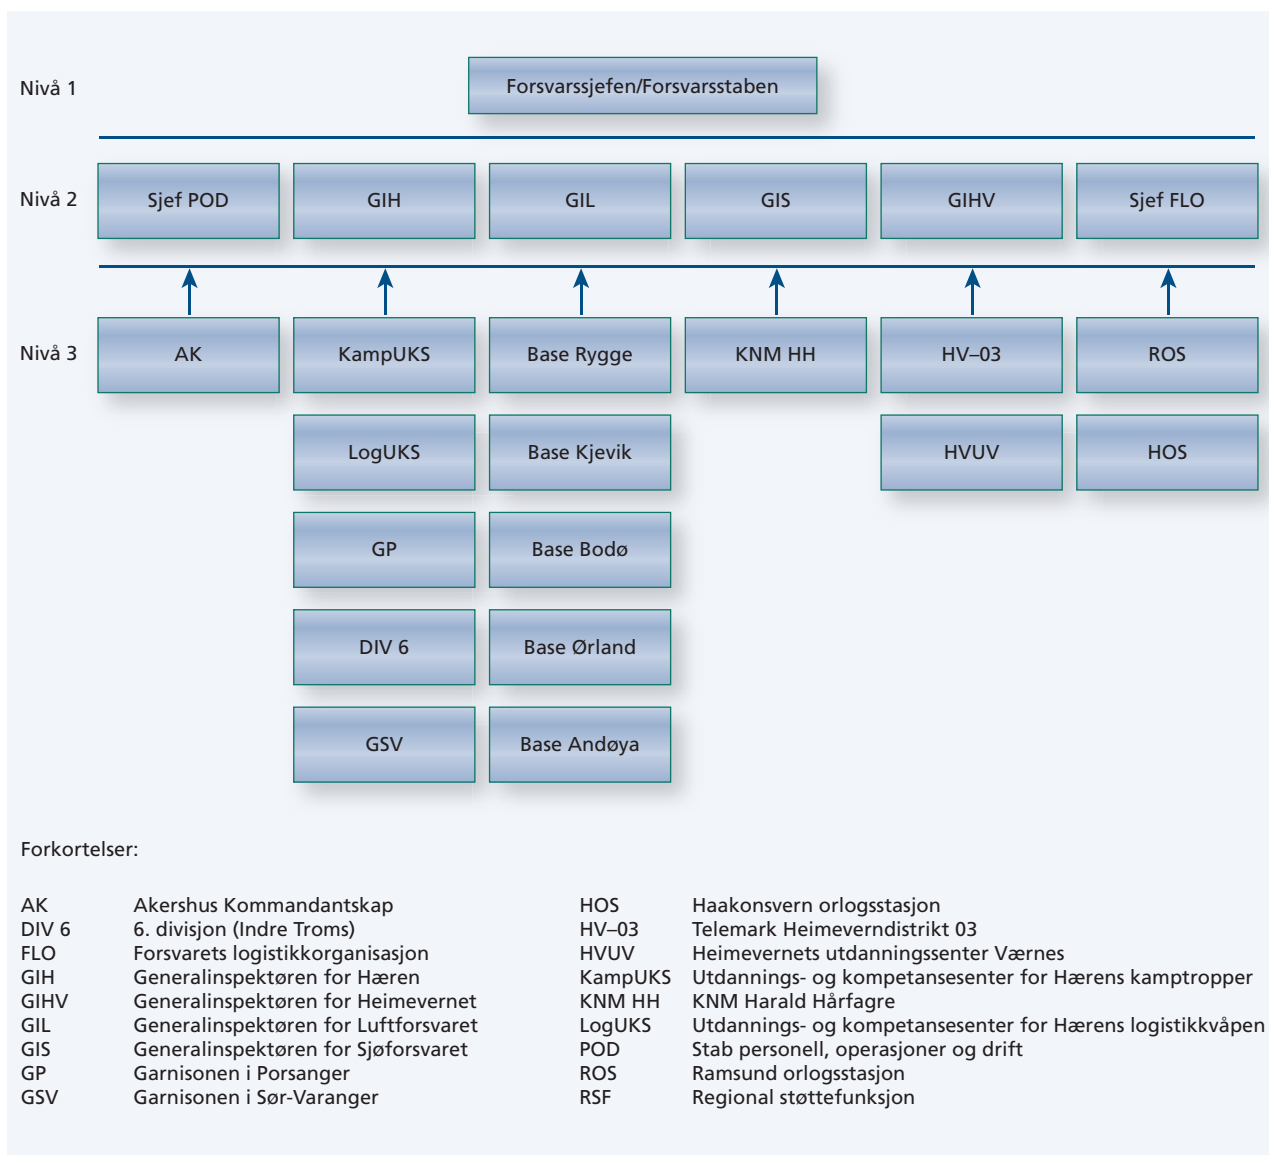 Nivå 1
Forsvarssjefen/Forsvarsstaben
Nivå 2
Sjef POD
GIH
GIL
GIS
GIHV
Sjef FLO
Nivå 3
AK
KampUKS
Base Rygge
KNM HH
HV–03
ROS
LogUKS
Base Kjevik
HVUV
HOS
GP
Base Bodø
DIV 6
Base Ørland
GSV
Base Andøya
Forkortelser:
AK Akershus Kommandantskap
DIV 6 6. divisjon (Indre Troms)
FLO Forsvarets logistikkorganisasjon
GIH Generalinspektøren for Hæren
GIHV Generalinspektøren for Heimevernet
GIL Generalinspektøren for Luftforsvaret
GIS Generalinspektøren for Sjøforsvaret
GP Garnisonen i Porsanger
GSV Garnisonen i Sør-Varanger
HOS Haakonsvern orlogsstasjon
HV–03 Telemark Heimeverndistrikt 03
HVUV Heimevernets utdanningssenter Værnes
KampUKS Utdannings- og kompetansesenter for Hærens kamptropper
KNM HH KNM Harald Hårfagre
LogUKS Utdannings- og kompetansesenter for Hærens logistikkvåpen
POD Stab personell, operasjoner og drift
ROS Ramsund orlogsstasjon
RSF Regional støttefunksjon